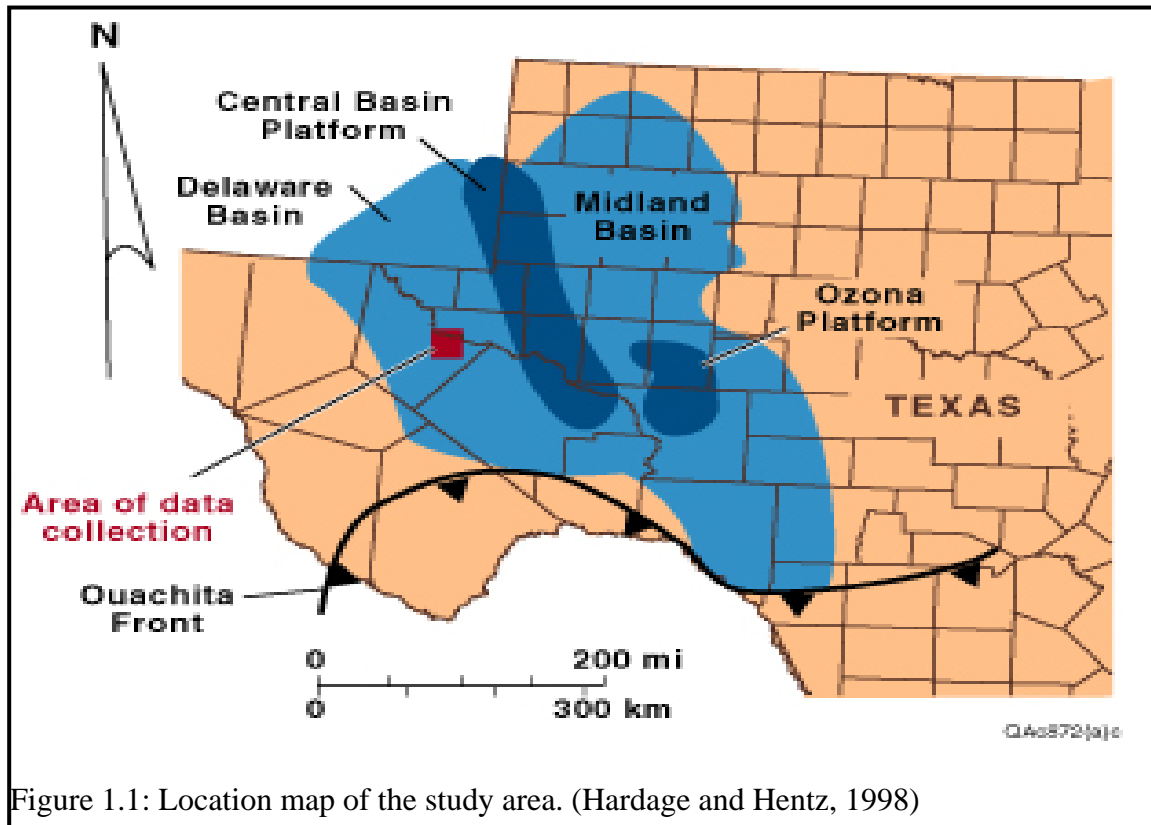 N
Central Basin
Platform
Delaware
Basin
Midland
Basin
Ozona
Platform
TEXAS
Area of data
collection
Ouachita
Front
0 200 mi
0 300 km
QAc872(a)c
Figure 1.1: Location map of the study area. (Hardage and Hentz, 1998)